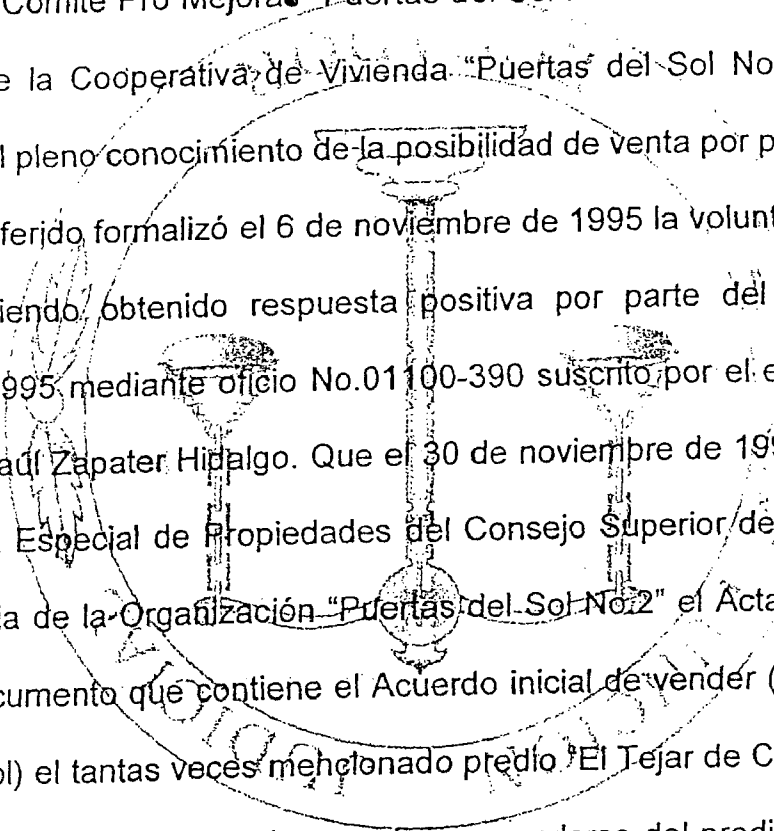 Comité Pro Mejoras "Puertas del
e la Cooperativa de Vivienda "Puertas del Sol No
l pleno conocimiento de la posibilidad de venta por p
ferido formalizó el 6 de noviembre de 1995 la volunt
iendo obtenido respuesta positiva por parte del
995 mediante oficio No.01100-390 suscrito por el e
aúl Zapater Hidalgo. Que el 30 de noviembre de 199
Especial de Propiedades del Consejo Superior de
ia de la Organización "Puertas del Sol No.2" el Acta
cumento que contiene el Acuerdo inicial de vender (
ol) el tantas veces mencionado predio "El Tejar de C
del predi